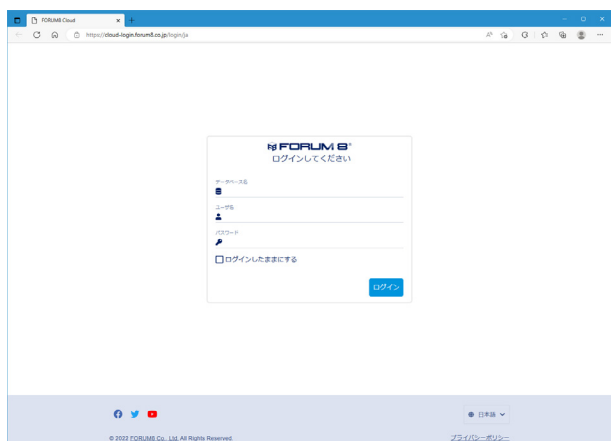 FORUM8 Cloud
https://cloud-login.forum8.co.jp/login/ja
FORUM 8®
ログインしてください
データベース名
ユーザ名
パスワード
ログインしたままにする
ログイン
日本語
© 2022 FORUM8 Co., Ltd. All Rights Reserved.
プライバシーポリシー